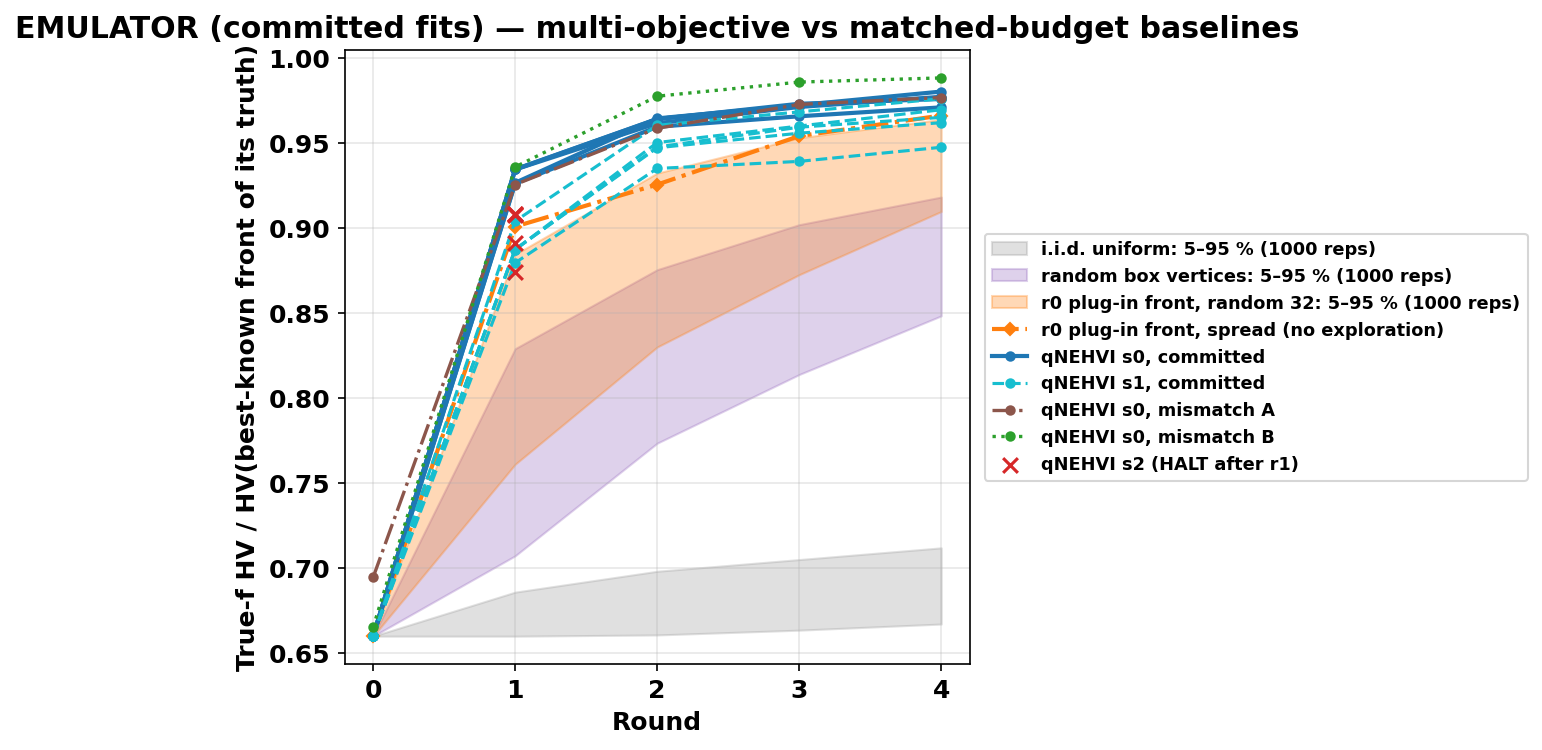 EMULATOR (committed fits) — multi-objective vs matched-budget baselines
True-f HV / HV(best-known front of its truth)
1.00
0.95
0.90
0.85
0.80
0.75
0.70
0.65
0 1 2 3 4
Round
i.i.d. uniform: 5–95 % (1000 reps)
random box vertices: 5–95 % (1000 reps)
r0 plug-in front, random 32: 5–95 % (1000 reps)
r0 plug-in front, spread (no exploration)
qNEHVI s0, committed
qNEHVI s1, committed
qNEHVI s0, mismatch A
qNEHVI s0, mismatch B
qNEHVI s2 (HALT after r1)